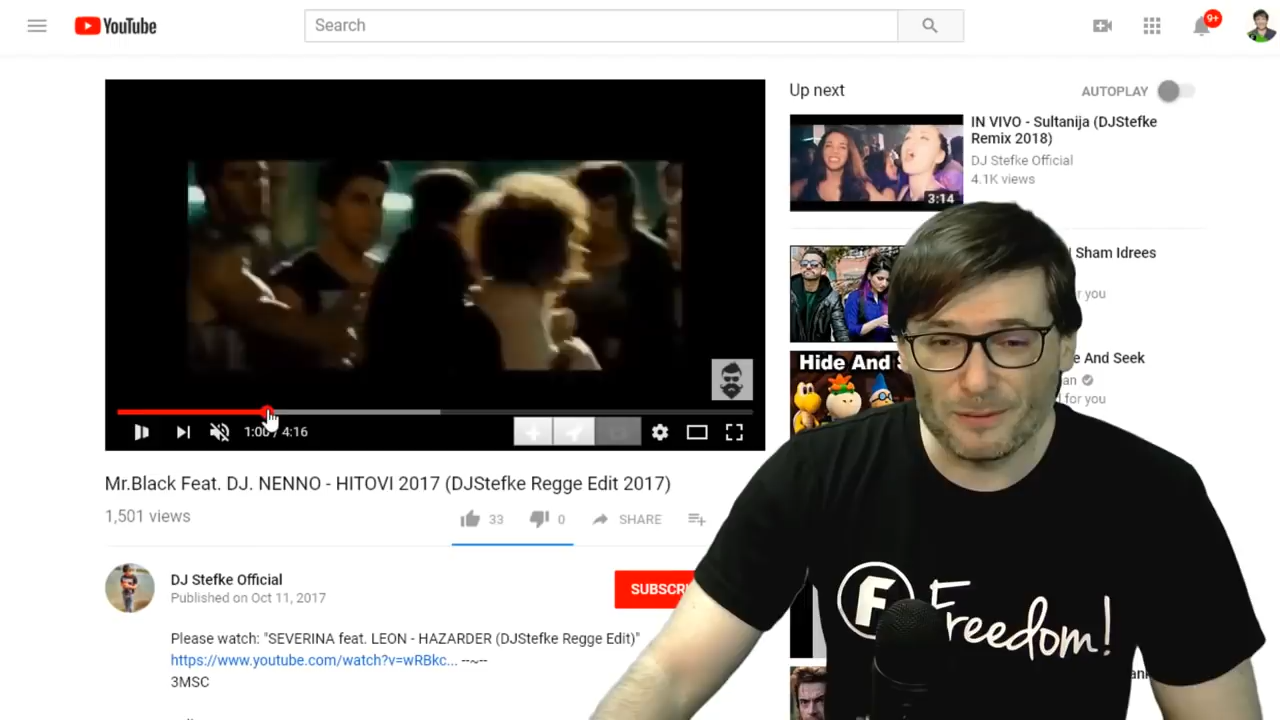 YouTube
Search
9+
Up next
AUTOPLAY
IN VIVO - Sultanija (DJStefke
Remix 2018)
DJ Stefke Official
4.1K views
3:14
Sham Idrees
for you
Hide And
e And Seek
for you
1:00 / 4:16
Mr.Black Feat. DJ. NENNO - HITOVI 2017 (DJStefke Regge Edit 2017)
1,501 views
33
0
SHARE
DJ Stefke Official
Published on Oct 11, 2017
SUBSCR
Please watch: "SEVERINA feat. LEON - HAZARDER (DJStefke Regge Edit)"
https://www.youtube.com/watch?v=wRBkc... --~--
3MSC
F Freedom!